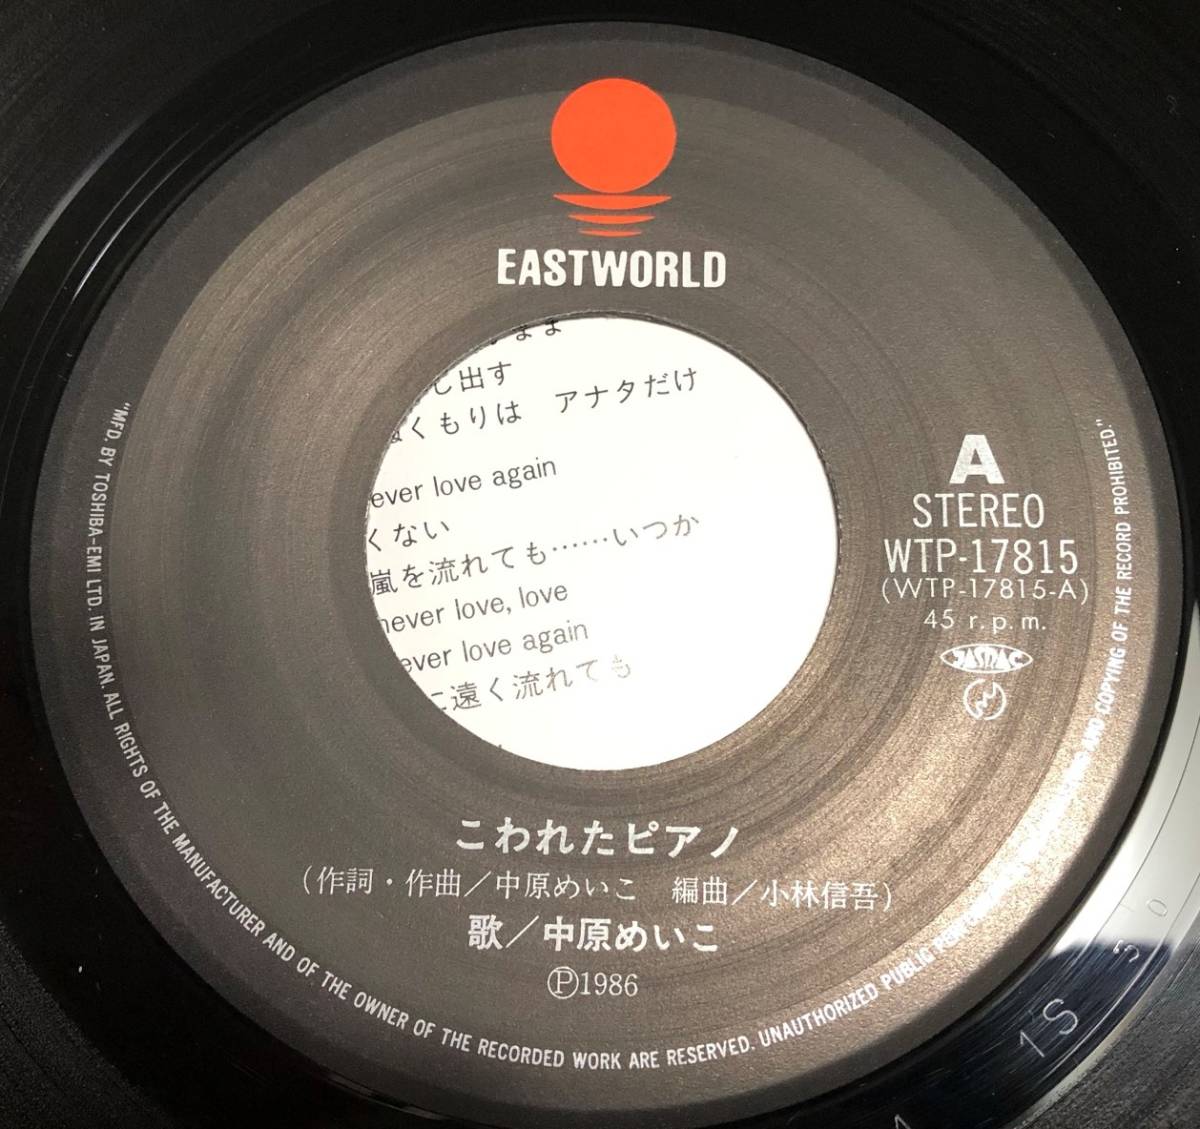 EASTWORLD
し出す
くもりは アナタだけ
ever love again
くない
嵐を流れても……いつか
never love, love
ever love again
に遠く流れても
A
STEREO
WTP-17815
(WTP-17815-A)
45 r.p.m.
JASRAC
こわれたピアノ
(作詞・作曲/中原めいこ 編曲/小林信吾)
歌/中原めいこ
Ⓟ1986
"MFD. BY TOSHIBA-EMI LTD. IN JAPAN. ALL RIGHTS OF THE MANUFACTURER AND OF THE OWNER OF THE RECORDED WORK ARE RESERVED. UNAUTHORIZED PUBLIC AND COPYING OF THE RECORD PROHIBITED."
1S